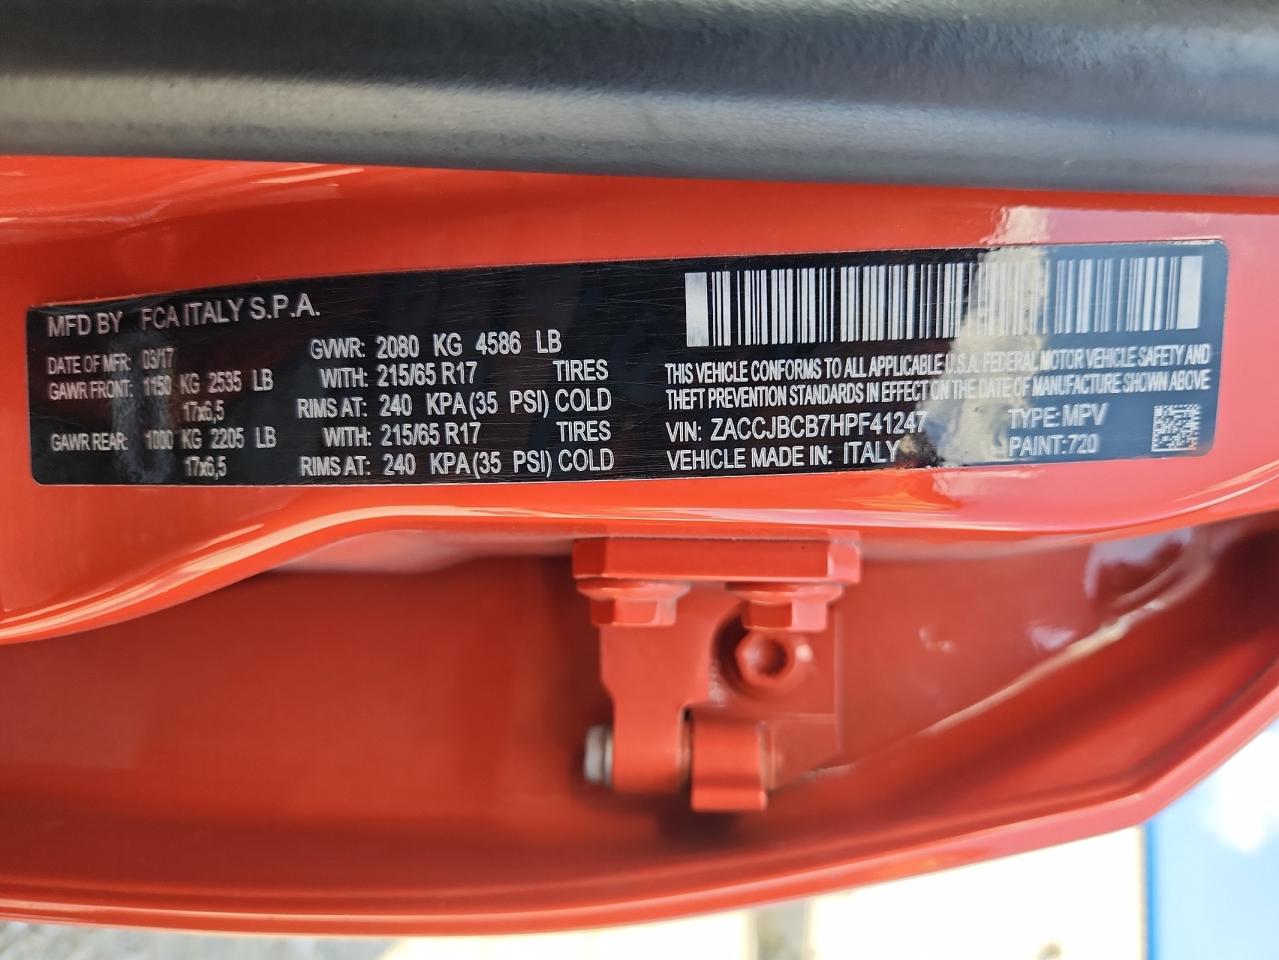 MFD BY FCA ITALY S.P.A.
DATE OF MFR: 03/17 GVWR: 2080 KG 4586 LB
GAWR FRONT: 1150 KG 2535 LB WITH: 215/65 R17 TIRES
17x6,5 RIMS AT: 240 KPA(35 PSI) COLD
GAWR REAR: 1000 KG 2205 LB WITH: 215/65 R17 TIRES
17x6,5 RIMS AT: 240 KPA(35 PSI) COLD
THIS VEHICLE CONFORMS TO ALL APPLICABLE U.S.A. FEDERAL MOTOR VEHICLE SAFETY AND
THEFT PREVENTION STANDARDS IN EFFECT ON THE DATE OF MANUFACTURE SHOWN ABOVE
VIN: ZACCJBCB7HPF41247 TYPE: MPV
VEHICLE MADE IN: ITALY PAINT: 720